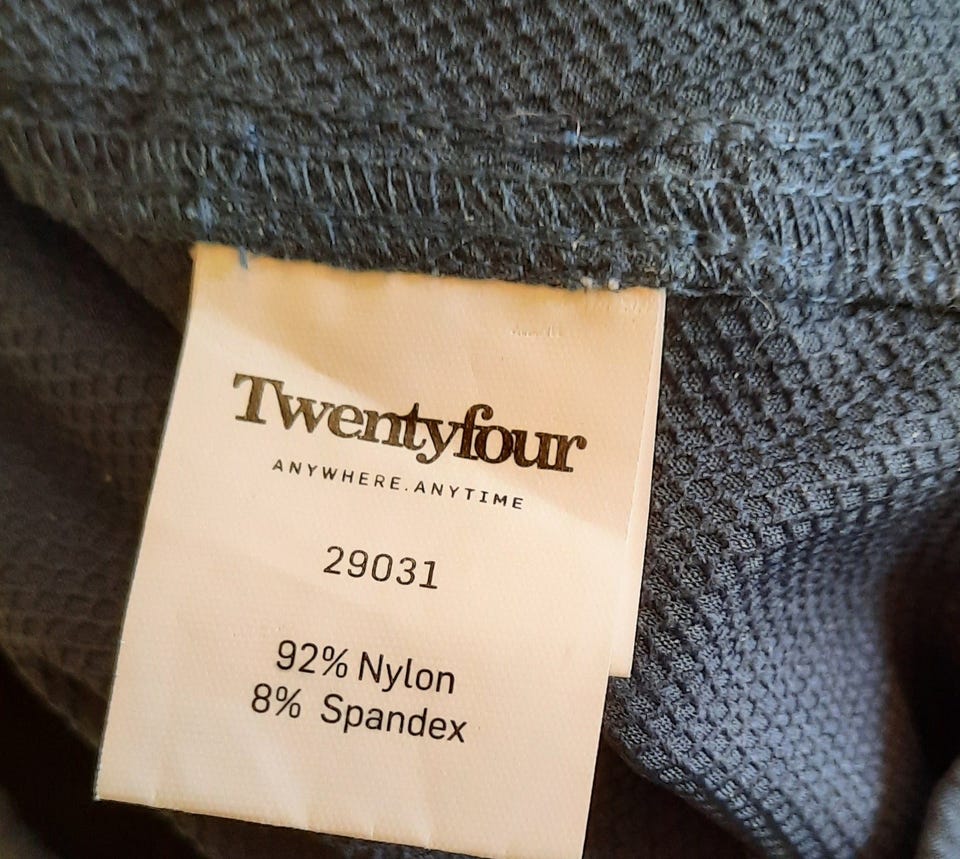 Twentyfour
ANYWHERE.ANYTIME
29031
92% Nylon
8% Spandex